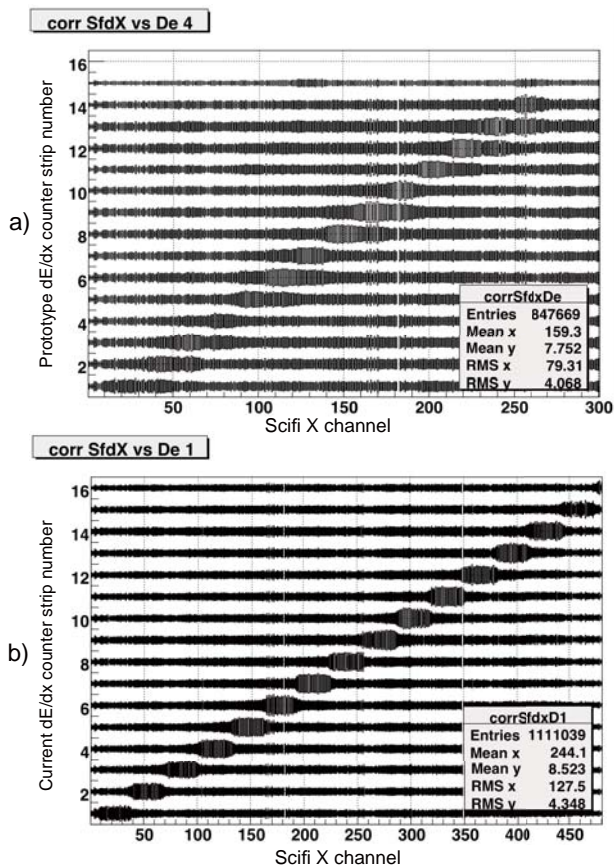 corr SfdX vs De 4
a)
Prototype dE/dx counter strip number
16
14
12
10
8
6
4
2
50 100 150 200 250 300
Scifi X channel
corrSfdxDe
Entries 847669
Mean x 159.3
Mean y 7.752
RMS x 79.31
RMS y 4.068
corr SfdX vs De 1
b)
Current dE/dx counter strip number
16
14
12
10
8
6
4
2
50 100 150 200 250 300 350 400 450
Scifi X channel
corrSfdxD1
Entries 1111039
Mean x 244.1
Mean y 8.523
RMS x 127.5
RMS y 4.348